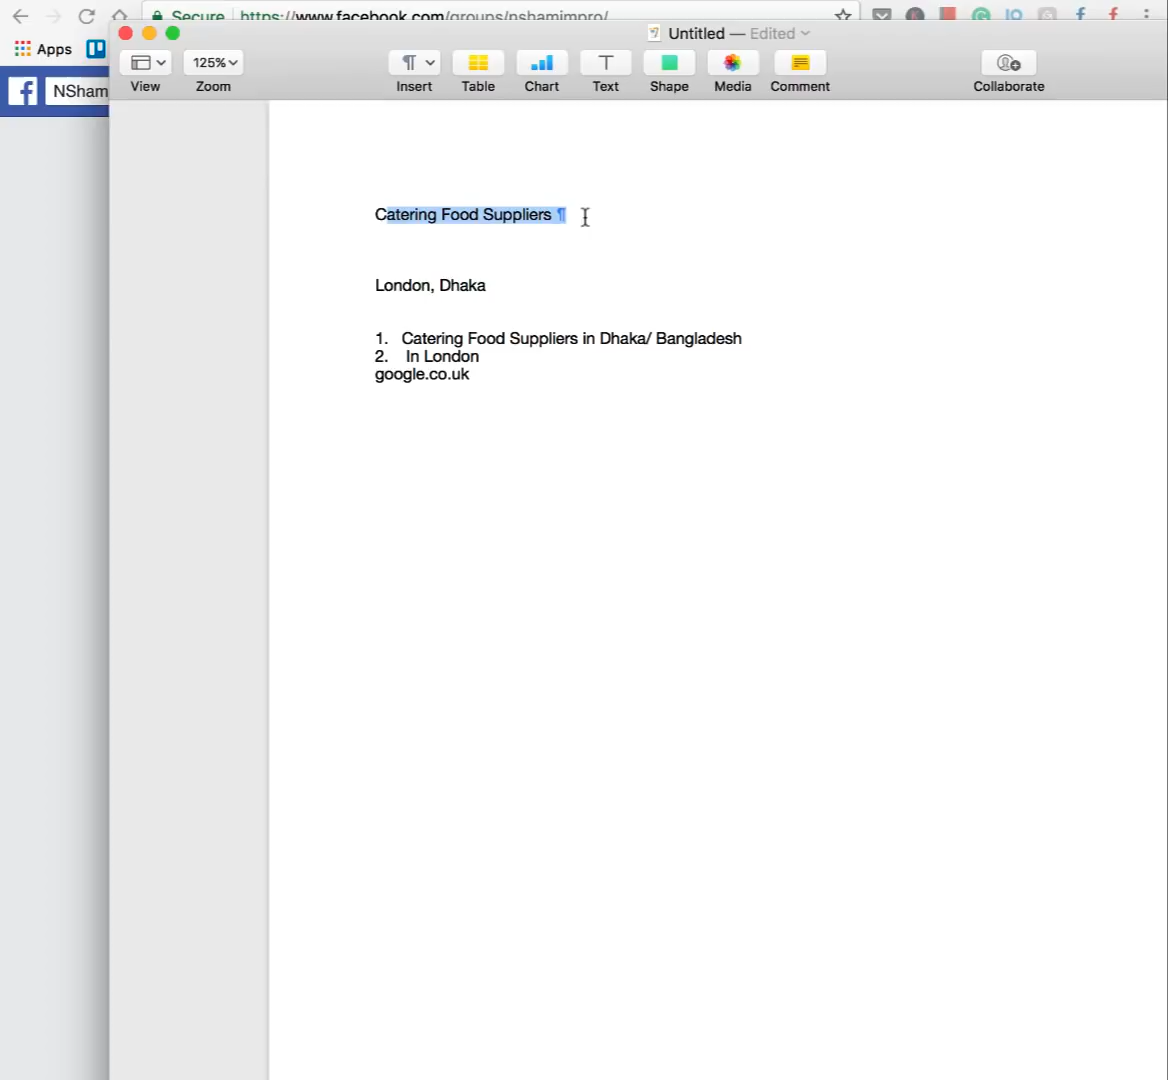 Secure https://www.facebook.com/groups/nshamimpro/
Untitled — Edited
Apps
125%
View
Zoom
Insert
Table
Chart
Text
Shape
Media
Comment
Collaborate
NSham
Catering Food Suppliers ¶
London, Dhaka
1. Catering Food Suppliers in Dhaka/ Bangladesh
2. In London
google.co.uk